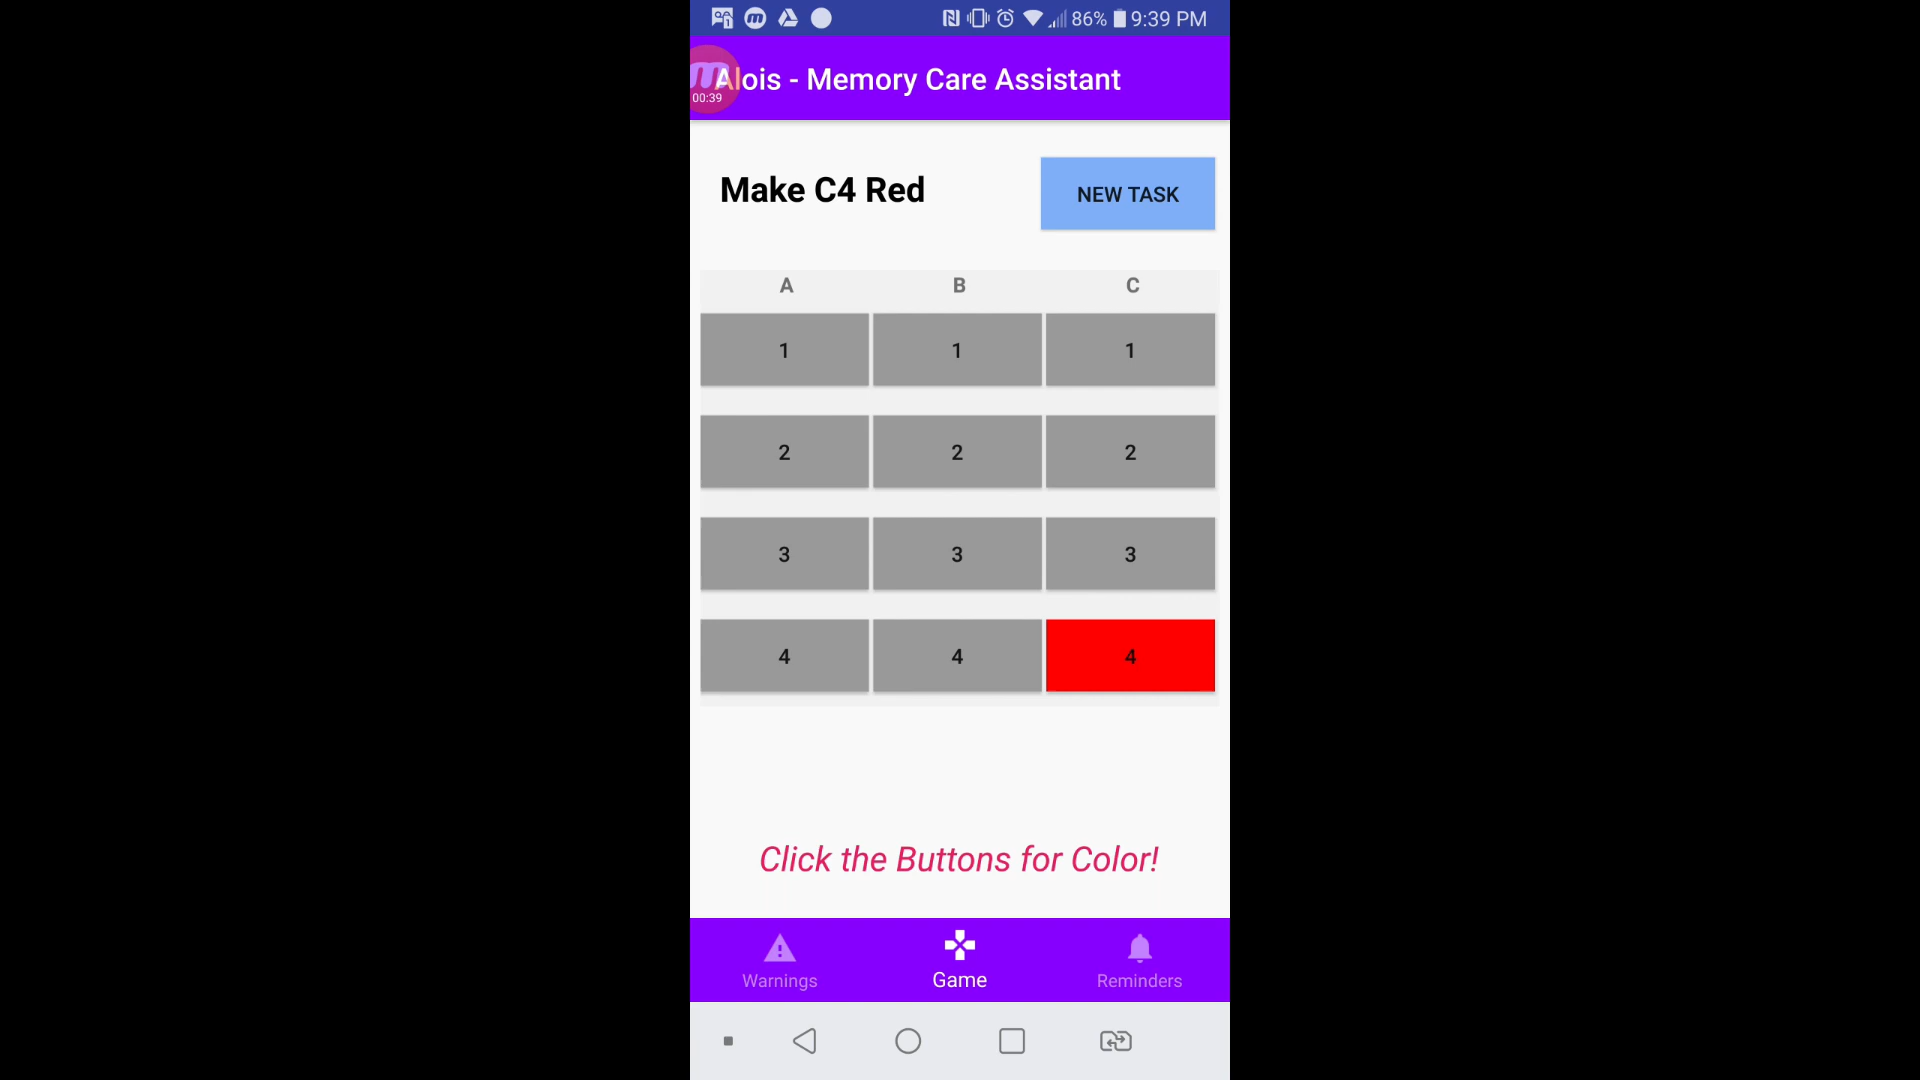 86% 9:39 PM
Alois - Memory Care Assistant
00:39
Make C4 Red
NEW TASK
A B C
1 1 1
2 2 2
3 3 3
4 4 4
Click the Buttons for Color!
Warnings Game Reminders